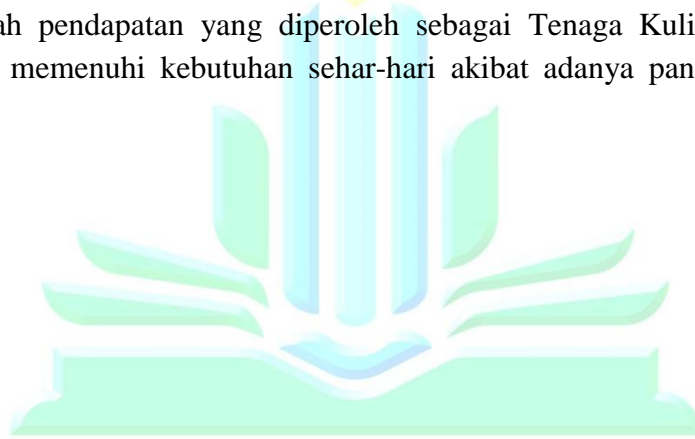 ah pendapatan yang diperoleh sebagai Tenaga Kuli
memenuhi kebutuhan sehar-hari akibat adanya pan